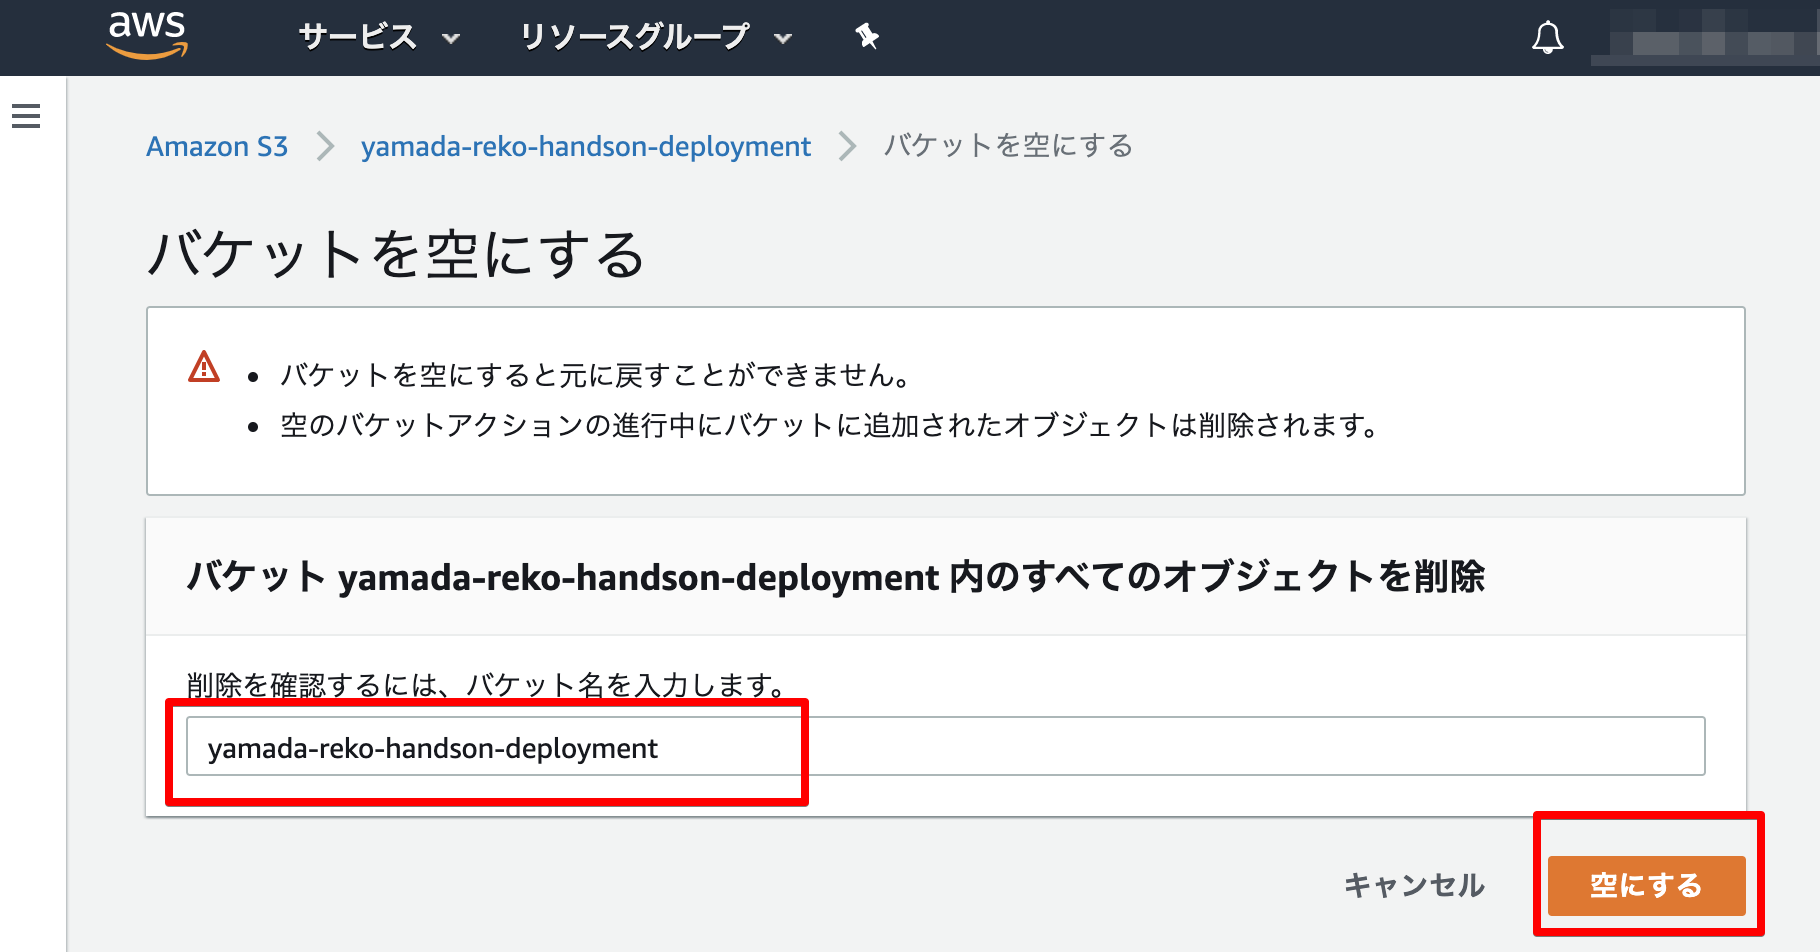 aws サービス リソースグループ
Amazon S3 yamada-reko-handson-deployment バケットを空にする
バケットを空にする
• バケットを空にすると元に戻すことができません。
• 空のバケットアクションの進行中にバケットに追加されたオブジェクトは削除されます。
バケット yamada-reko-handson-deployment 内のすべてのオブジェクトを削除
削除を確認するには、バケット名を入力します。
yamada-reko-handson-deployment
キャンセル 空にする